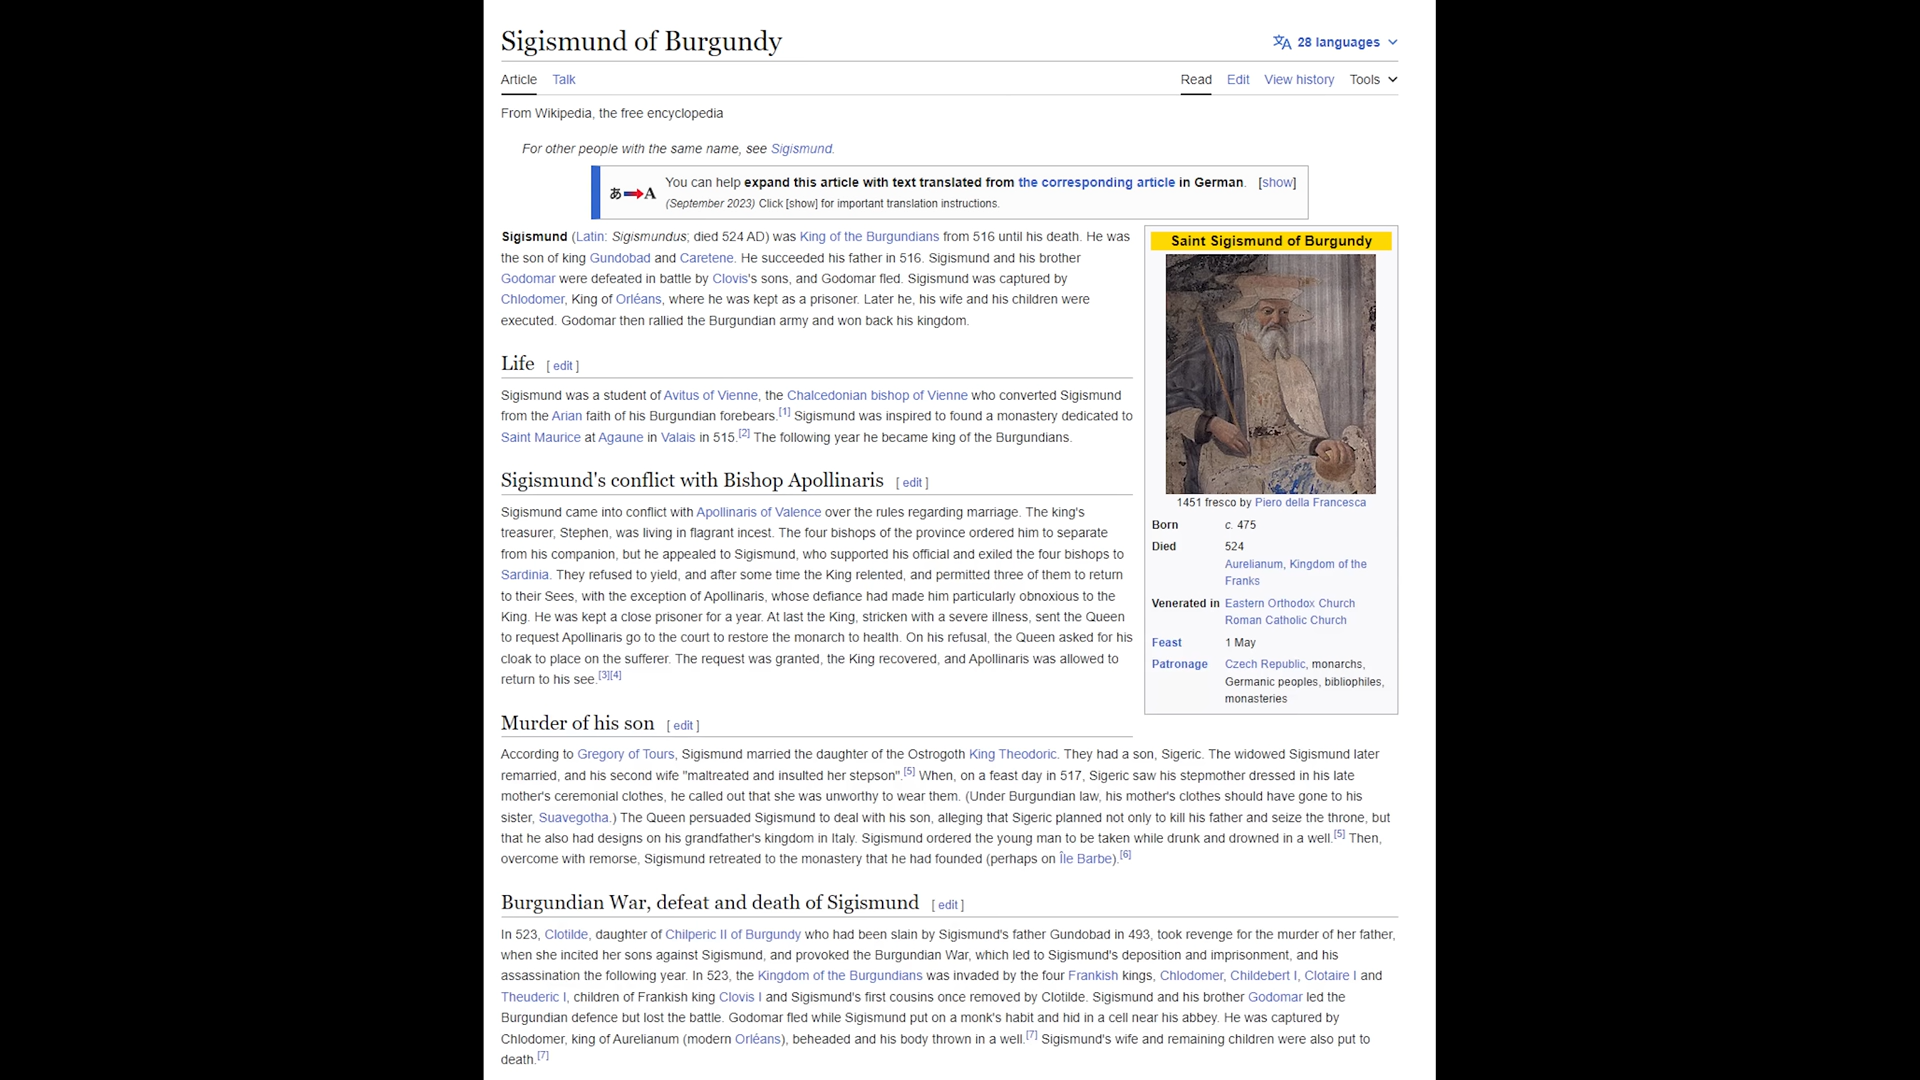 Sigismund of Burgundy
28 languages
Article Talk
Read Edit View history Tools
From Wikipedia, the free encyclopedia
For other people with the same name, see Sigismund.
You can help expand this article with text translated from the corresponding article in German. [show]
(September 2023) Click [show] for important translation instructions.
Sigismund (Latin: Sigismundus; died 524 AD) was King of the Burgundians from 516 until his death. He was
the son of king Gundobad and Caretene. He succeeded his father in 516. Sigismund and his brother
Godomar were defeated in battle by Clovis's sons, and Godomar fled. Sigismund was captured by
Chlodomer, King of Orléans, where he was kept as a prisoner. Later he, his wife and his children were
executed. Godomar then rallied the Burgundian army and won back his kingdom.
Life [ edit ]
Sigismund was a student of Avitus of Vienne, the Chalcedonian bishop of Vienne who converted Sigismund
from the Arian faith of his Burgundian forebears.[1] Sigismund was inspired to found a monastery dedicated to
Saint Maurice at Agaune in Valais in 515.[2] The following year he became king of the Burgundians.
Sigismund's conflict with Bishop Apollinaris [ edit ]
Sigismund came into conflict with Apollinaris of Valence over the rules regarding marriage. The king's
treasurer, Stephen, was living in flagrant incest. The four bishops of the province ordered him to separate
from his companion, but he appealed to Sigismund, who supported his official and exiled the four bishops to
Sardinia. They refused to yield, and after some time the King relented, and permitted three of them to return
to their Sees, with the exception of Apollinaris, whose defiance had made him particularly obnoxious to the
King. He was kept a close prisoner for a year. At last the King, stricken with a severe illness, sent the Queen
to request Apollinaris go to the court to restore the monarch to health. On his refusal, the Queen asked for his
cloak to place on the sufferer. The request was granted, the King recovered, and Apollinaris was allowed to
return to his see.[3][4]
Saint Sigismund of Burgundy
1451 fresco by Piero della Francesca
Born c. 475
Died 524
Aurelianum, Kingdom of the
Franks
Venerated in Eastern Orthodox Church
Roman Catholic Church
Feast 1 May
Patronage Czech Republic, monarchs,
Germanic peoples, bibliophiles,
monasteries
Murder of his son [ edit ]
According to Gregory of Tours, Sigismund married the daughter of the Ostrogoth King Theodoric. They had a son, Sigeric. The widowed Sigismund later
remarried, and his second wife "maltreated and insulted her stepson".[5] When, on a feast day in 517, Sigeric saw his stepmother dressed in his late
mother's ceremonial clothes, he called out that she was unworthy to wear them. (Under Burgundian law, his mother's clothes should have gone to his
sister, Suavegotha.) The Queen persuaded Sigismund to deal with his son, alleging that Sigeric planned not only to kill his father and seize the throne, but
that he also had designs on his grandfather's kingdom in Italy. Sigismund ordered the young man to be taken while drunk and drowned in a well.[5] Then,
overcome with remorse, Sigismund retreated to the monastery that he had founded (perhaps on Île Barbe).[6]
Burgundian War, defeat and death of Sigismund [ edit ]
In 523, Clotilde, daughter of Chilperic II of Burgundy who had been slain by Sigismund's father Gundobad in 493, took revenge for the murder of her father,
when she incited her sons against Sigismund, and provoked the Burgundian War, which led to Sigismund's deposition and imprisonment, and his
assassination the following year. In 523, the Kingdom of the Burgundians was invaded by the four Frankish kings, Chlodomer, Childebert I, Clotaire I and
Theuderic I, children of Frankish king Clovis I and Sigismund's first cousins once removed by Clotilde. Sigismund and his brother Godomar led the
Burgundian defence but lost the battle. Godomar fled while Sigismund put on a monk's habit and hid in a cell near his abbey. He was captured by
Chlodomer, king of Aurelianum (modern Orléans), beheaded and his body thrown in a well.[7] Sigismund's wife and remaining children were also put to
death.[7]